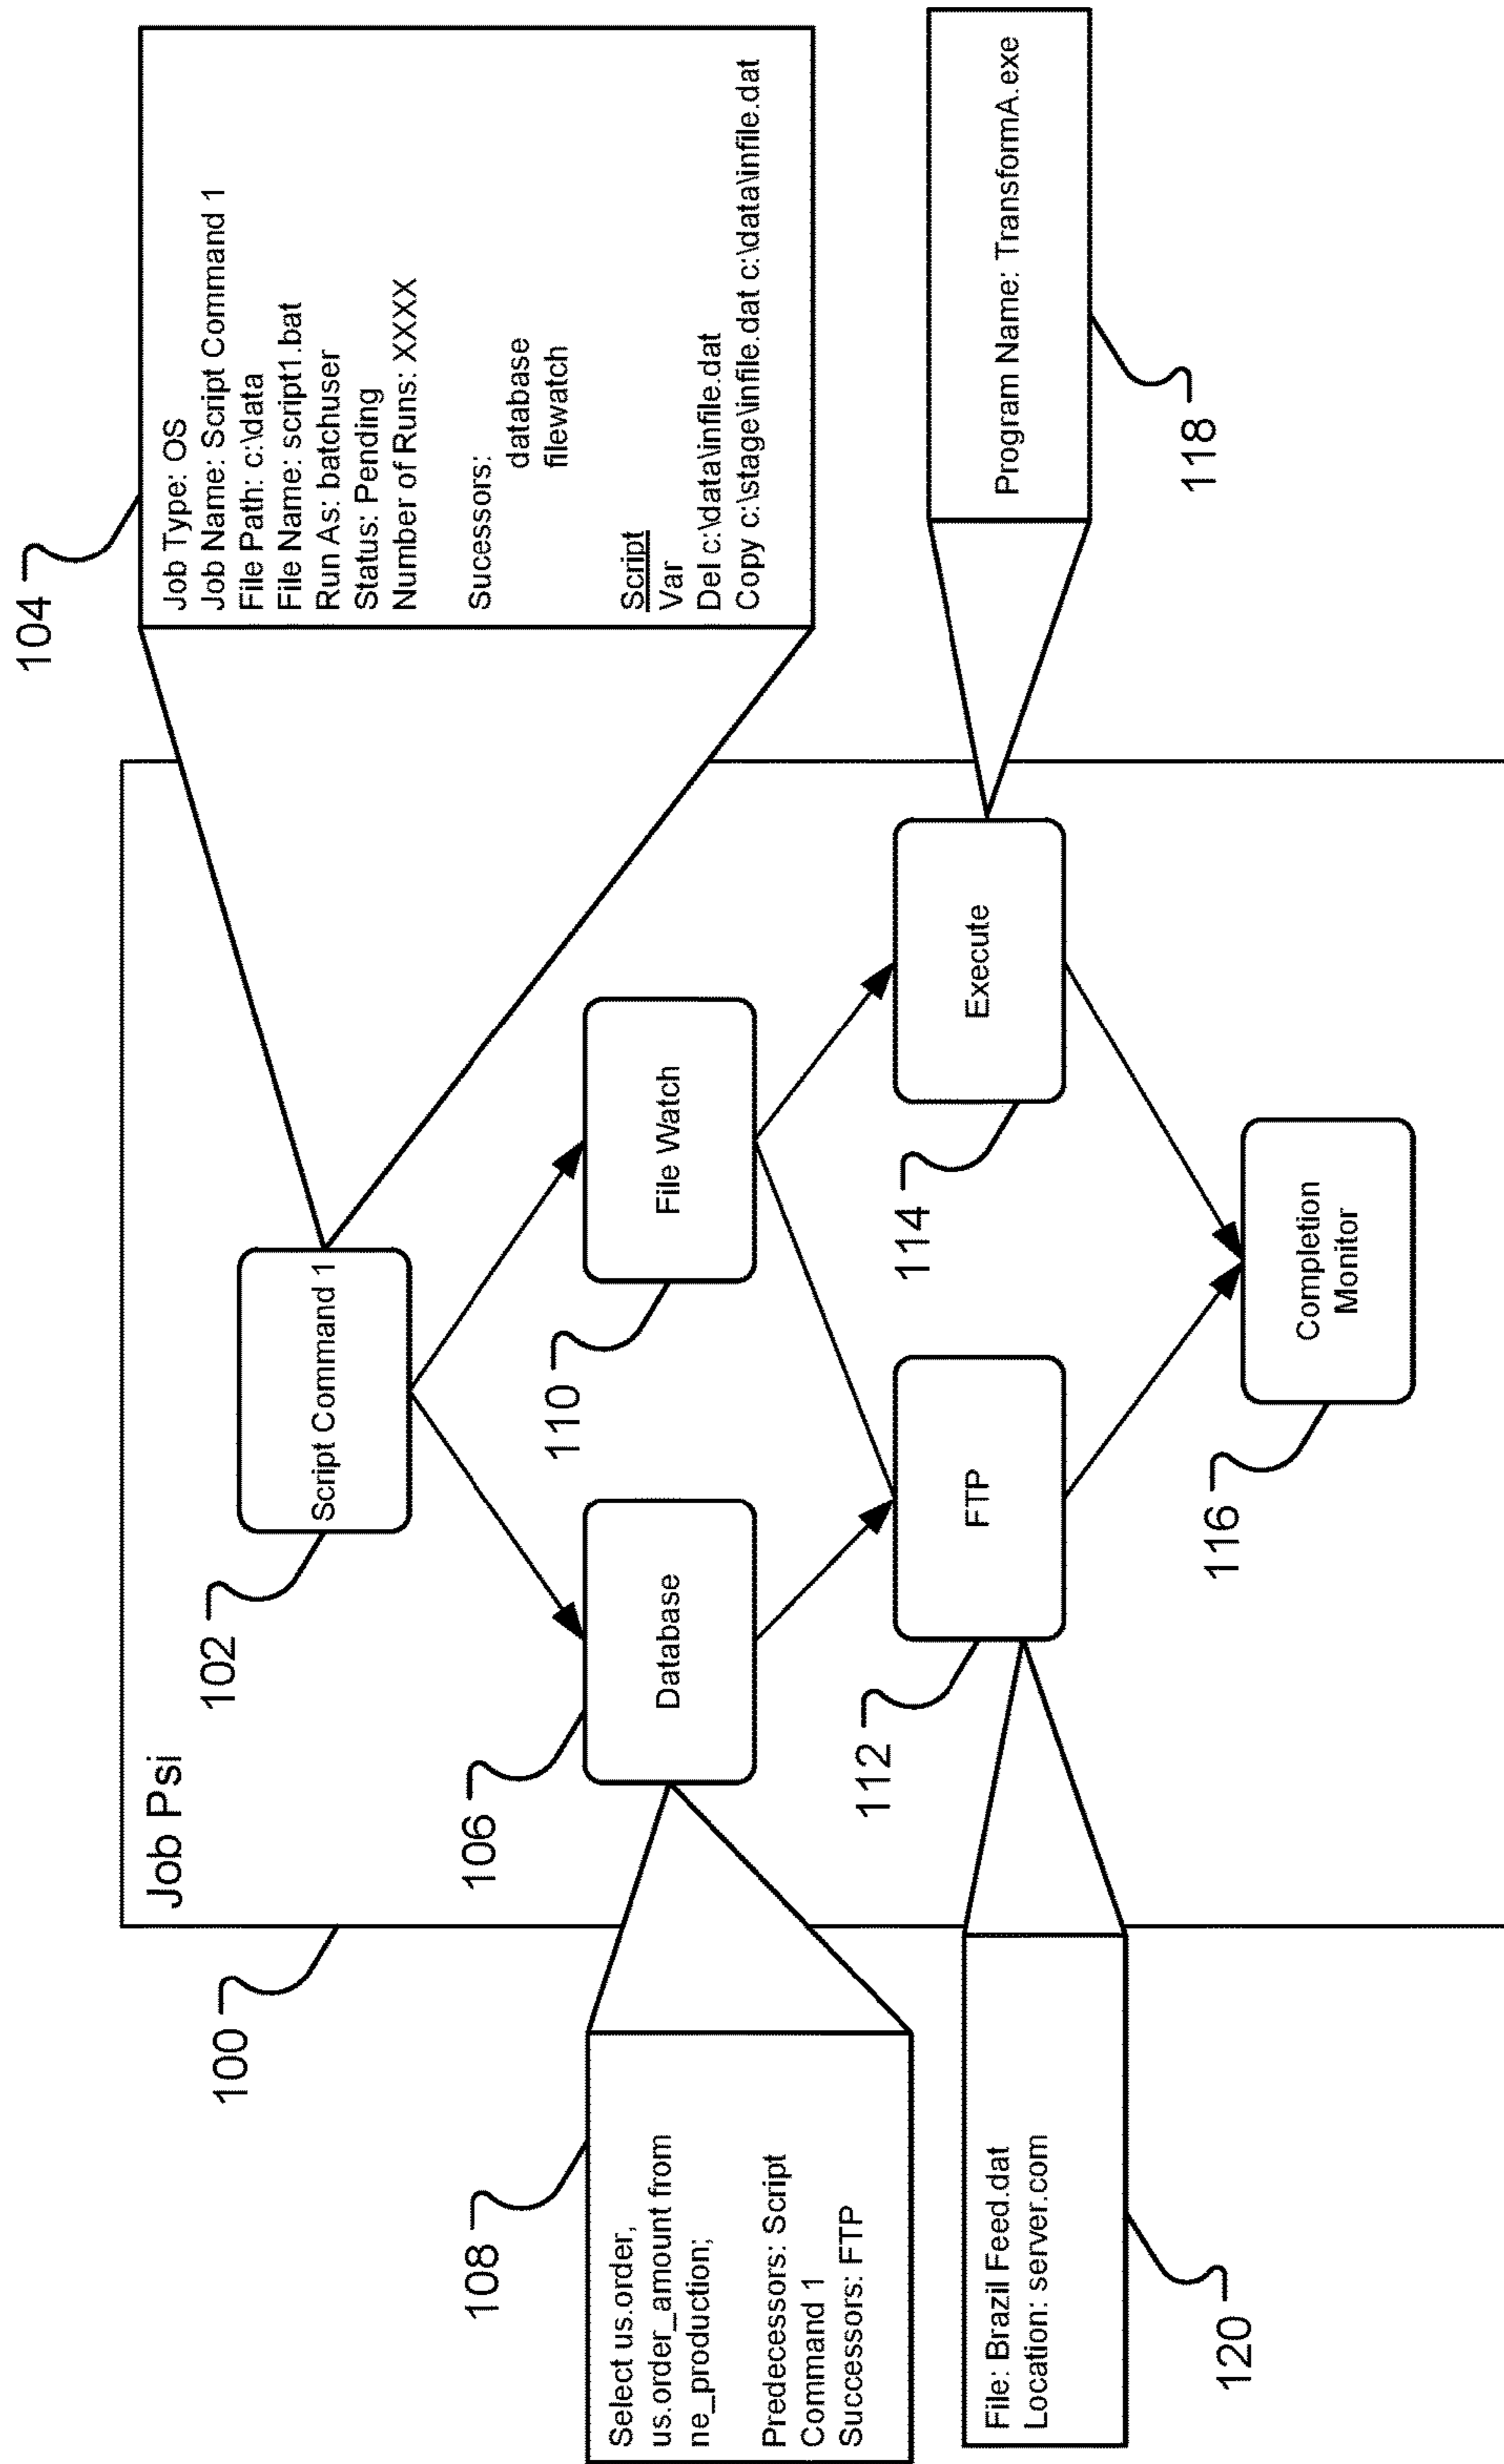 Job Psi
100
102
Script Command 1
104
Job Type: OS
Job Name: Script Command 1
File Path: c:\data
File Name: script1.bat
Run As: batchuser
Status: Pending
Number of Runs: XXXX
Sucessors:
database
filewatch
Script
Var
Del c:\data\infile.dat
Copy c:\stage\infile.dat c:\data\infile.dat
108
Select us.order,
us.order_amount from
ne_production;
Predecessors: Script
Command 1
Successors: FTP
106
Database
110
File Watch
120
File: Brazil Feed.dat
Location: server.com
112
FTP
114
Execute
118
Program Name: TransformA.exe
116
Completion
Monitor